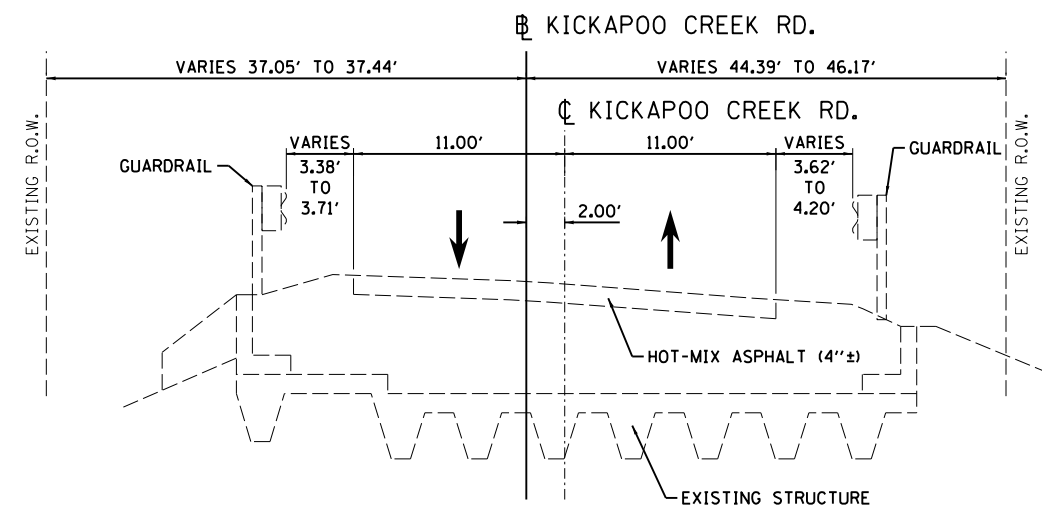 BL KICKAPOO CREEK RD.
VARIES 37.05' TO 37.44'
VARIES 44.39' TO 46.17'
CL KICKAPOO CREEK RD.
EXISTING R.O.W.
GUARDRAIL
VARIES
3.38'
TO
3.71'
11.00'
11.00'
VARIES
3.62'
TO
4.20'
GUARDRAIL
EXISTING R.O.W.
2.00'
HOT-MIX ASPHALT (4"±)
EXISTING STRUCTURE